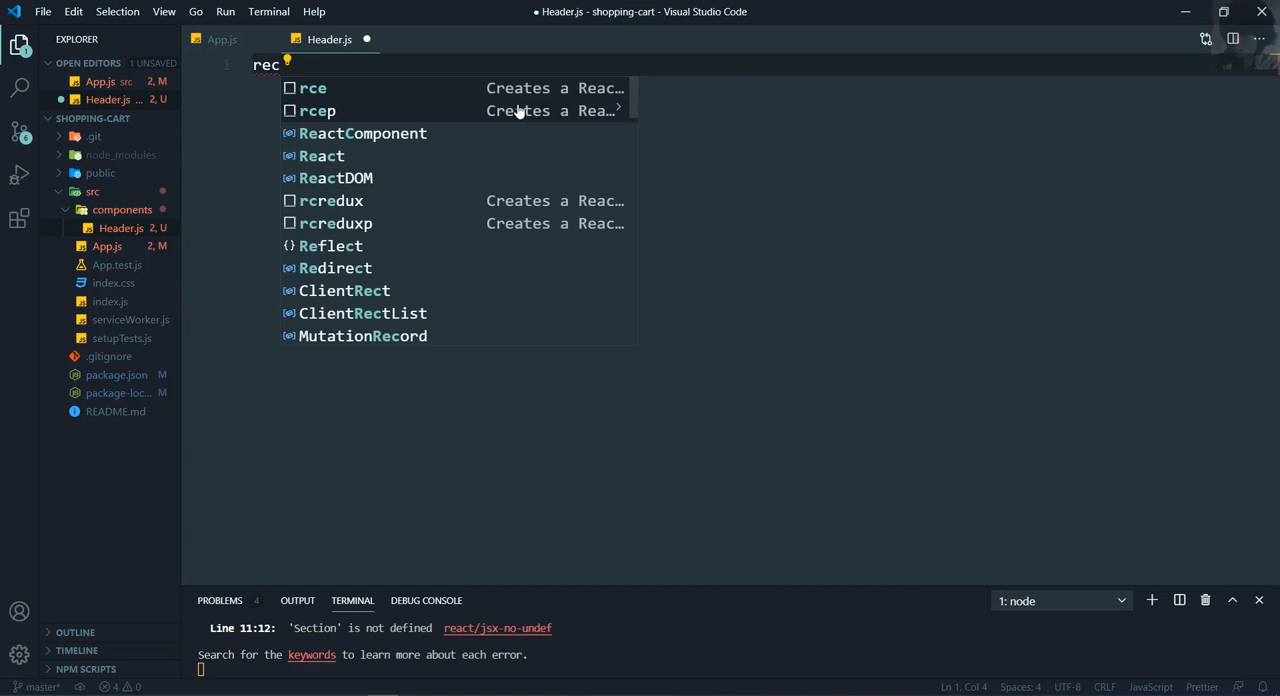 File Edit Selection View Go Run Terminal Help
● Header.js - shopping-cart - Visual Studio Code
EXPLORER
OPEN EDITORS 1 UNSAVED
App.js src 2, M
Header.js ... 2, U
SHOPPING-CART
.git
node_modules
public
src
components
Header.js 2, U
App.js 2, M
App.test.js
index.css
index.js
serviceWorker.js
setupTests.js
.gitignore
package.json M
package-loc... M
README.md
OUTLINE
TIMELINE
NPM SCRIPTS
1
6
App.js
Header.js
1 rec
rce Creates a Reac...
rcep Creates a Rea...
ReactComponent
React
ReactDOM
rcredux Creates a Reac...
rcreduxp Creates a Reac...
Reflect
Redirect
ClientRect
ClientRectList
MutationRecord
PROBLEMS 4 OUTPUT TERMINAL DEBUG CONSOLE
1: node
Line 11:12: 'Section' is not defined react/jsx-no-undef
Search for the keywords to learn more about each error.
master* 4 0
Ln 1, Col 4 Spaces: 4 UTF-8 CRLF JavaScript Prettier